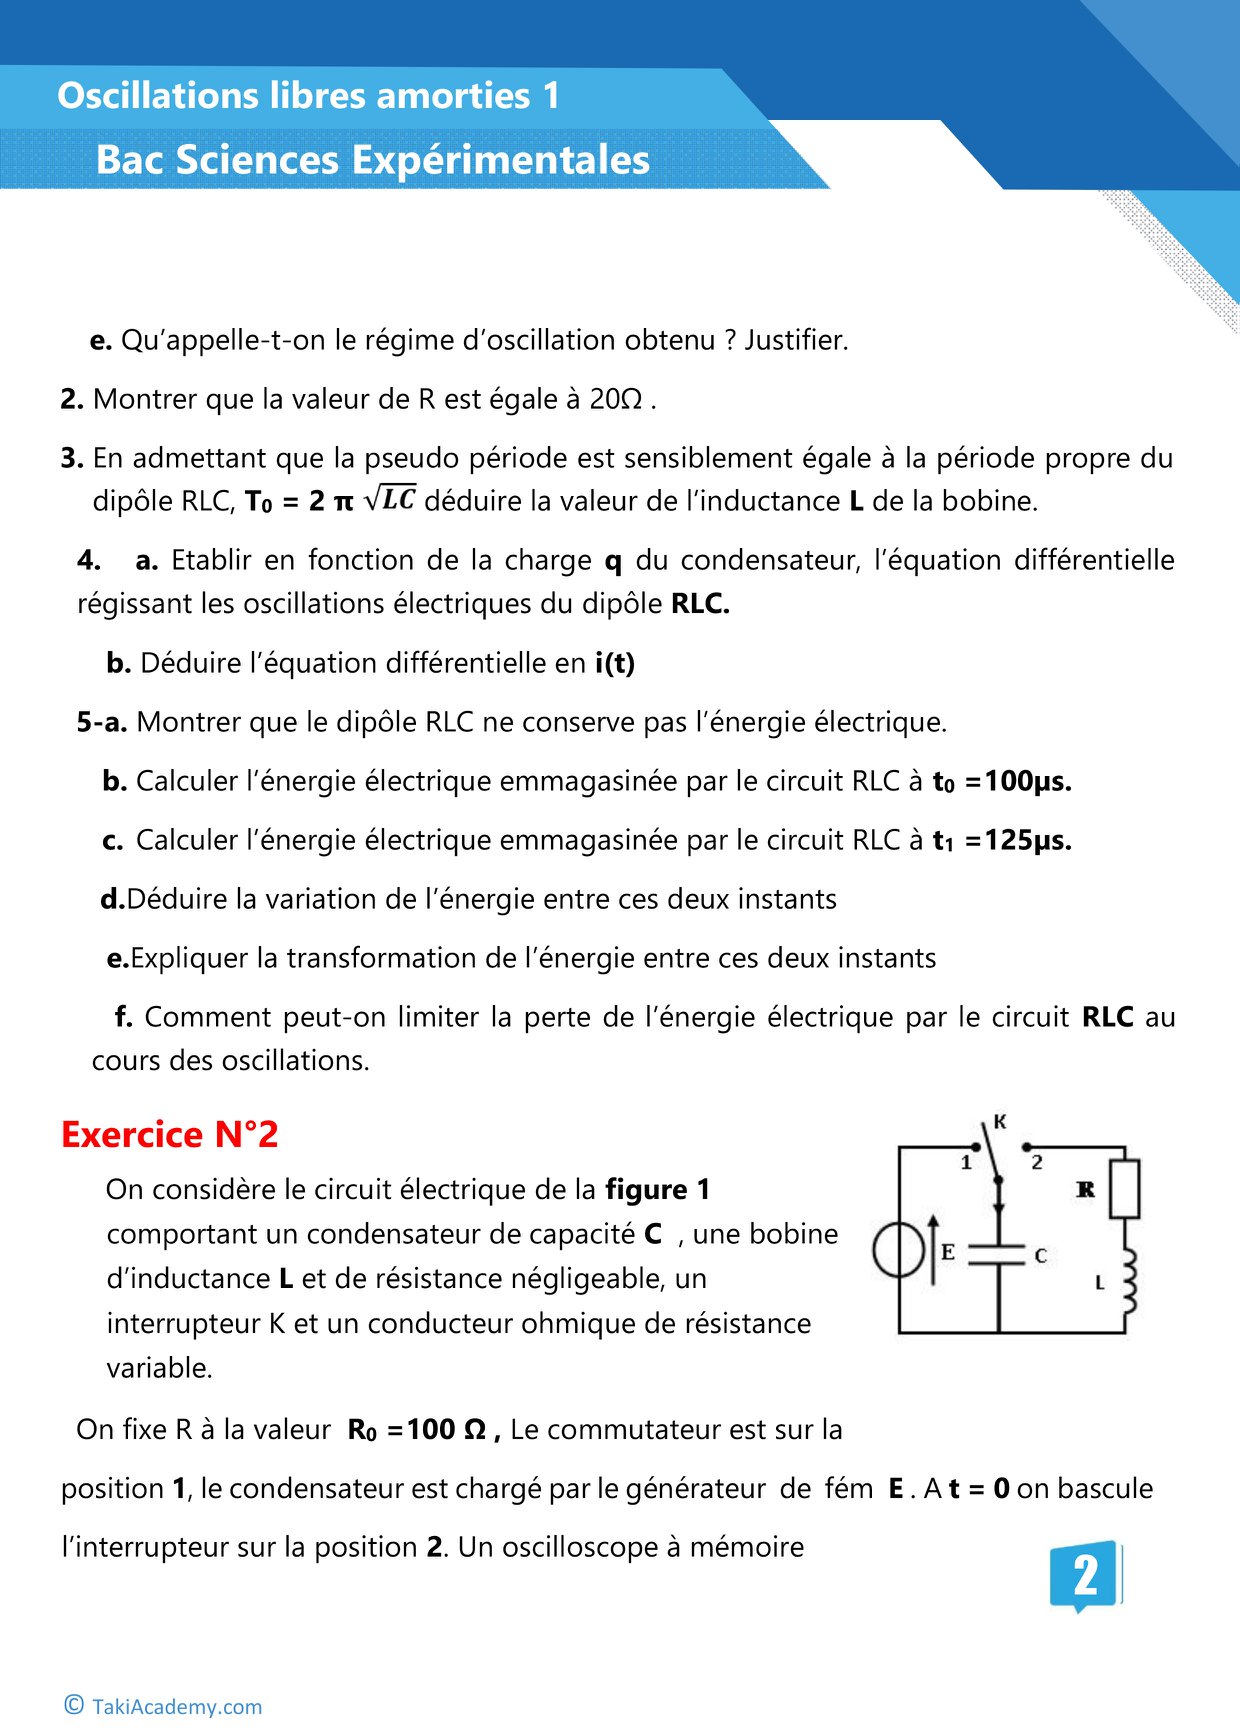 Oscillations libres amorties 1
Bac Sciences Expérimentales
e. Qu’appelle-t-on le régime d’oscillation obtenu ? Justifier.
2. Montrer que la valeur de R est égale à 20Ω .
3. En admettant que la pseudo période est sensiblement égale à la période propre du
dipôle RLC, T₀ = 2 π √LC déduire la valeur de l’inductance L de la bobine.
4. a. Etablir en fonction de la charge q du condensateur, l’équation différentielle
régissant les oscillations électriques du dipôle RLC.
b. Déduire l’équation différentielle en i(t)
5-a. Montrer que le dipôle RLC ne conserve pas l’énergie électrique.
b. Calculer l’énergie électrique emmagasinée par le circuit RLC à t₀ =100µs.
c. Calculer l’énergie électrique emmagasinée par le circuit RLC à t₁ =125µs.
d.Déduire la variation de l’énergie entre ces deux instants
e.Expliquer la transformation de l’énergie entre ces deux instants
f. Comment peut-on limiter la perte de l’énergie électrique par le circuit RLC au
cours des oscillations.
Exercice N°2
On considère le circuit électrique de la figure 1
comportant un condensateur de capacité C , une bobine
d’inductance L et de résistance négligeable, un
interrupteur K et un conducteur ohmique de résistance
variable.
K
1
2
R
E
C
L
On fixe R à la valeur R₀ =100 Ω , Le commutateur est sur la
position 1, le condensateur est chargé par le générateur de fém E . A t = 0 on bascule
l’interrupteur sur la position 2. Un oscilloscope à mémoire
2
© TakiAcademy.com